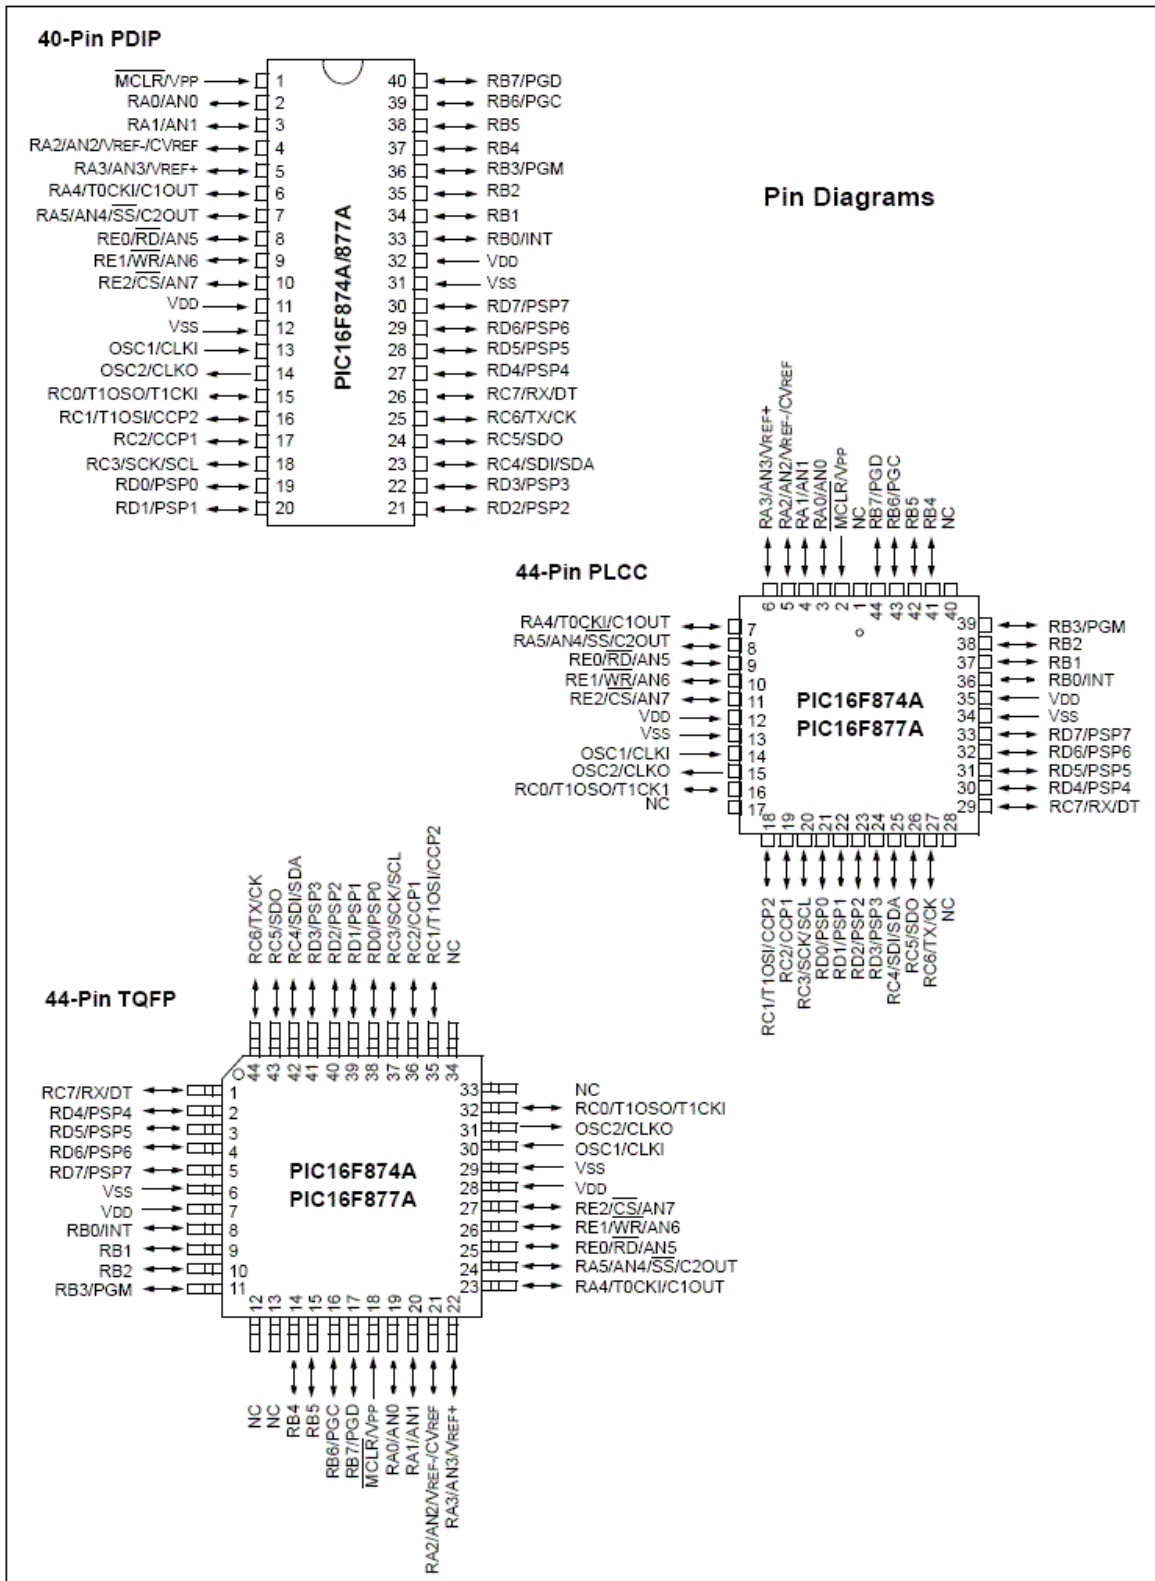 40-Pin PDIP
MCLR/VPP 1 40 RB7/PGD
RA0/AN0 2 39 RB6/PGC
RA1/AN1 3 38 RB5
RA2/AN2/VREF-/CVREF 4 37 RB4
RA3/AN3/VREF+ 5 36 RB3/PGM
RA4/T0CKI/C1OUT 6 35 RB2
RA5/AN4/SS/C2OUT 7 34 RB1
RE0/RD/AN5 8 33 RB0/INT
RE1/WR/AN6 9 32 VDD
RE2/CS/AN7 10 31 VSS
VDD 11 30 RD7/PSP7
VSS 12 29 RD6/PSP6
OSC1/CLKI 13 28 RD5/PSP5
OSC2/CLKO 14 27 RD4/PSP4
RC0/T1OSO/T1CKI 15 26 RC7/RX/DT
RC1/T1OSI/CCP2 16 25 RC6/TX/CK
RC2/CCP1 17 24 RC5/SDO
RC3/SCK/SCL 18 23 RC4/SDI/SDA
RD0/PSP0 19 22 RD3/PSP3
RD1/PSP1 20 21 RD2/PSP2
PIC16F874A/877A
Pin Diagrams
44-Pin PLCC
RA3/AN3/VREF+ 6
RA2/AN2/VREF-/CVREF 5
RA1/AN1 4
RA0/AN0 3
MCLR/VPP 2
NC 1
RB7/PGD 44
RB6/PGC 43
RB5 42
RB4 41
NC 40
RA4/T0CKI/C1OUT 7 39 RB3/PGM
RA5/AN4/SS/C2OUT 8 38 RB2
RE0/RD/AN5 9 37 RB1
RE1/WR/AN6 10 36 RB0/INT
RE2/CS/AN7 11 35 VDD
VDD 12 34 VSS
VSS 13 33 RD7/PSP7
OSC1/CLKI 14 32 RD6/PSP6
OSC2/CLKO 15 31 RD5/PSP5
RC0/T1OSO/T1CK1 16 30 RD4/PSP4
NC 17 29 RC7/RX/DT
PIC16F874A
PIC16F877A
18 RC1/T1OSI/CCP2
19 RC2/CCP1
20 RC3/SCK/SCL
21 RD0/PSP0
22 RD1/PSP1
23 RD2/PSP2
24 RD3/PSP3
25 RC4/SDI/SDA
26 RC5/SDO
27 RC6/TX/CK
28 NC
44-Pin TQFP
RC6/TX/CK 44
RC5/SDO 43
RC4/SDI/SDA 42
RD3/PSP3 41
RD2/PSP2 40
RD1/PSP1 39
RD0/PSP0 38
RC3/SCK/SCL 37
RC2/CCP1 36
RC1/T1OSI/CCP2 35
NC 34
RC7/RX/DT 1 33 NC
RD4/PSP4 2 32 RC0/T1OSO/T1CKI
RD5/PSP5 3 31 OSC2/CLKO
RD6/PSP6 4 30 OSC1/CLKI
RD7/PSP7 5 29 VSS
VSS 6 28 VDD
VDD 7 27 RE2/CS/AN7
RB0/INT 8 26 RE1/WR/AN6
RB1 9 25 RE0/RD/AN5
RB2 10 24 RA5/AN4/SS/C2OUT
RB3/PGM 11 23 RA4/T0CKI/C1OUT
PIC16F874A
PIC16F877A
12 NC
13 NC
14 RB4
15 RB5
16 RB6/PGC
17 RB7/PGD
18 MCLR/VPP
19 RA0/AN0
20 RA1/AN1
21 RA2/AN2/VREF-/CVREF
22 RA3/AN3/VREF+